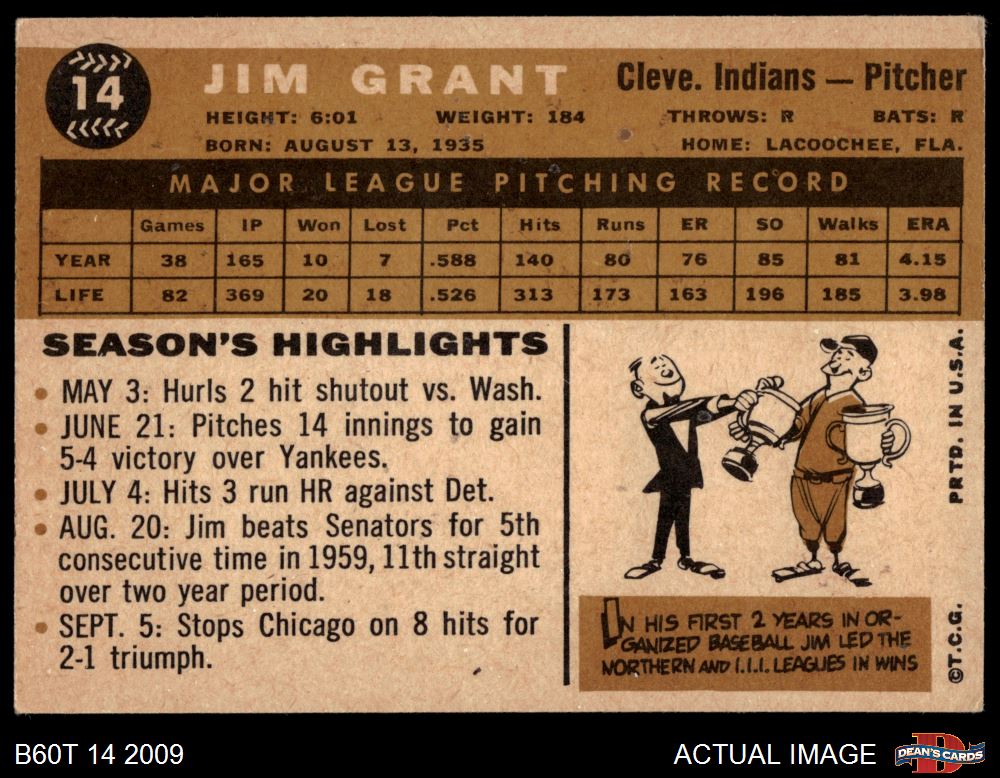 14
JIM GRANT
Cleve. Indians — Pitcher
HEIGHT: 6:01 WEIGHT: 184 THROWS: R BATS: R
BORN: AUGUST 13, 1935 HOME: LACOOCHEE, FLA.
MAJOR LEAGUE PITCHING RECORD
Games IP Won Lost Pct Hits Runs ER SO Walks ERA
YEAR 38 165 10 7 .588 140 80 76 85 81 4.15
LIFE 82 369 20 18 .526 313 173 163 196 185 3.98
SEASON'S HIGHLIGHTS
• MAY 3: Hurls 2 hit shutout vs. Wash.
• JUNE 21: Pitches 14 innings to gain
5-4 victory over Yankees.
• JULY 4: Hits 3 run HR against Det.
• AUG. 20: Jim beats Senators for 5th
consecutive time in 1959, 11th straight
over two year period.
• SEPT. 5: Stops Chicago on 8 hits for
2-1 triumph.
IN HIS FIRST 2 YEARS IN OR-
GANIZED BASEBALL JIM LED THE
NORTHERN AND I.I.I. LEAGUES IN WINS
©T.C.G. PRTD. IN U.S.A.
B60T 14 2009
ACTUAL IMAGE
DEAN'S CARDS